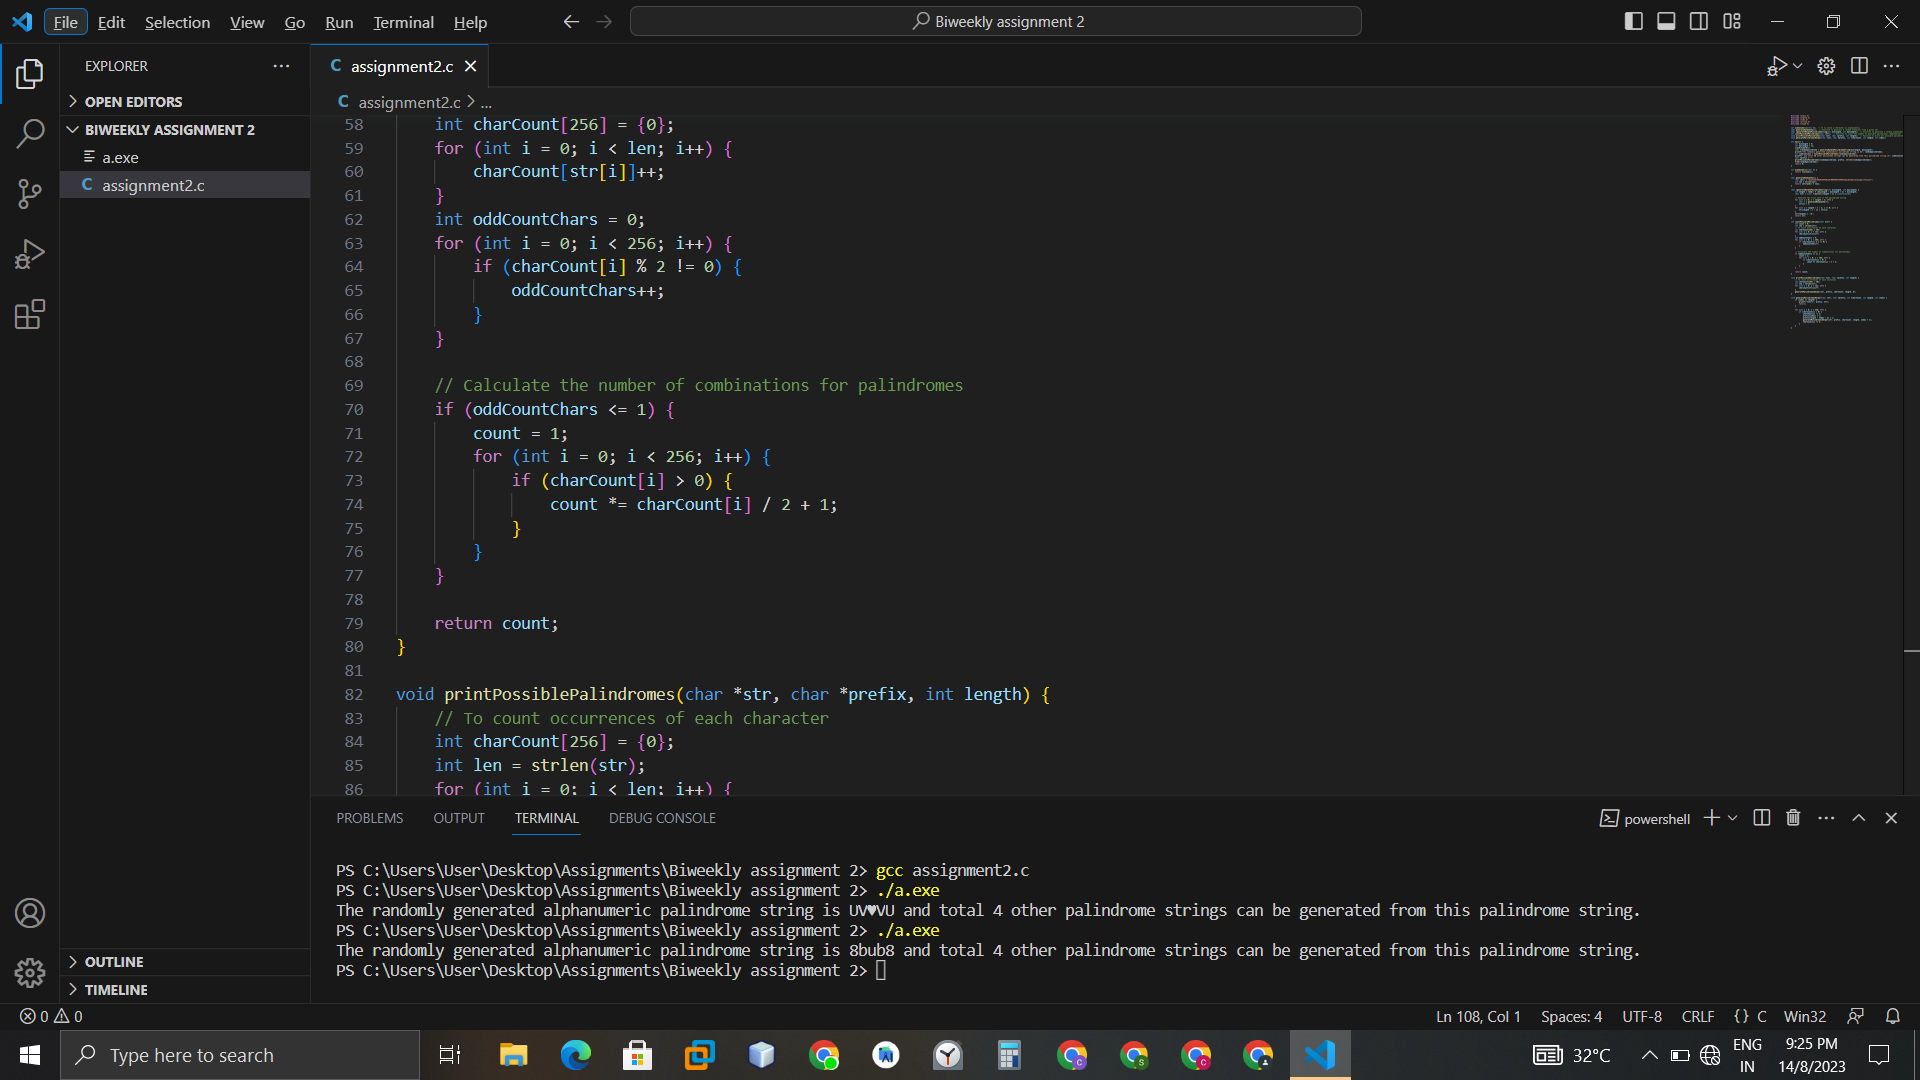 File Edit Selection View Go Run Terminal Help
Biweekly assignment 2
EXPLORER
OPEN EDITORS
BIWEEKLY ASSIGNMENT 2
a.exe
C assignment2.c
OUTLINE
TIMELINE
C assignment2.c
C assignment2.c > ...
58 int charCount[256] = {0};
59 for (int i = 0; i < len; i++) {
60 charCount[str[i]]++;
61 }
62 int oddCountChars = 0;
63 for (int i = 0; i < 256; i++) {
64 if (charCount[i] % 2 != 0) {
65 oddCountChars++;
66 }
67 }
68
69 // Calculate the number of combinations for palindromes
70 if (oddCountChars <= 1) {
71 count = 1;
72 for (int i = 0; i < 256; i++) {
73 if (charCount[i] > 0) {
74 count *= charCount[i] / 2 + 1;
75 }
76 }
77 }
78
79 return count;
80 }
81
82 void printPossiblePalindromes(char *str, char *prefix, int length) {
83 // To count occurrences of each character
84 int charCount[256] = {0};
85 int len = strlen(str);
86 for (int i = 0; i < len; i++) {
PROBLEMS OUTPUT TERMINAL DEBUG CONSOLE
powershell
PS C:\Users\User\Desktop\Assignments\Biweekly assignment 2> gcc assignment2.c
PS C:\Users\User\Desktop\Assignments\Biweekly assignment 2> ./a.exe
The randomly generated alphanumeric palindrome string is UV♥VU and total 4 other palindrome strings can be generated from this palindrome string.
PS C:\Users\User\Desktop\Assignments\Biweekly assignment 2> ./a.exe
The randomly generated alphanumeric palindrome string is 8bub8 and total 4 other palindrome strings can be generated from this palindrome string.
PS C:\Users\User\Desktop\Assignments\Biweekly assignment 2>
0 0
Ln 108, Col 1 Spaces: 4 UTF-8 CRLF {} C Win32
Type here to search
32°C
ENG
IN
9:25 PM
14/8/2023